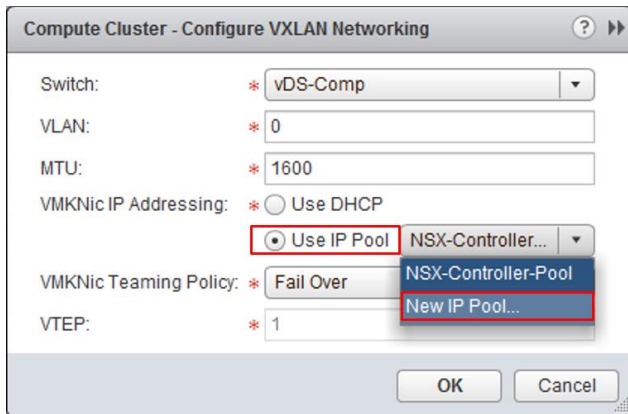 Compute Cluster - Configure VXLAN Networking ?
Switch: * vDS-Comp
VLAN: * 0
MTU: * 1600
VMKNic IP Addressing: * Use DHCP
Use IP Pool NSX-Controller...
NSX-Controller-Pool
VMKNic Teaming Policy: * Fail Over
New IP Pool...
VTEP: * 1
OK Cancel